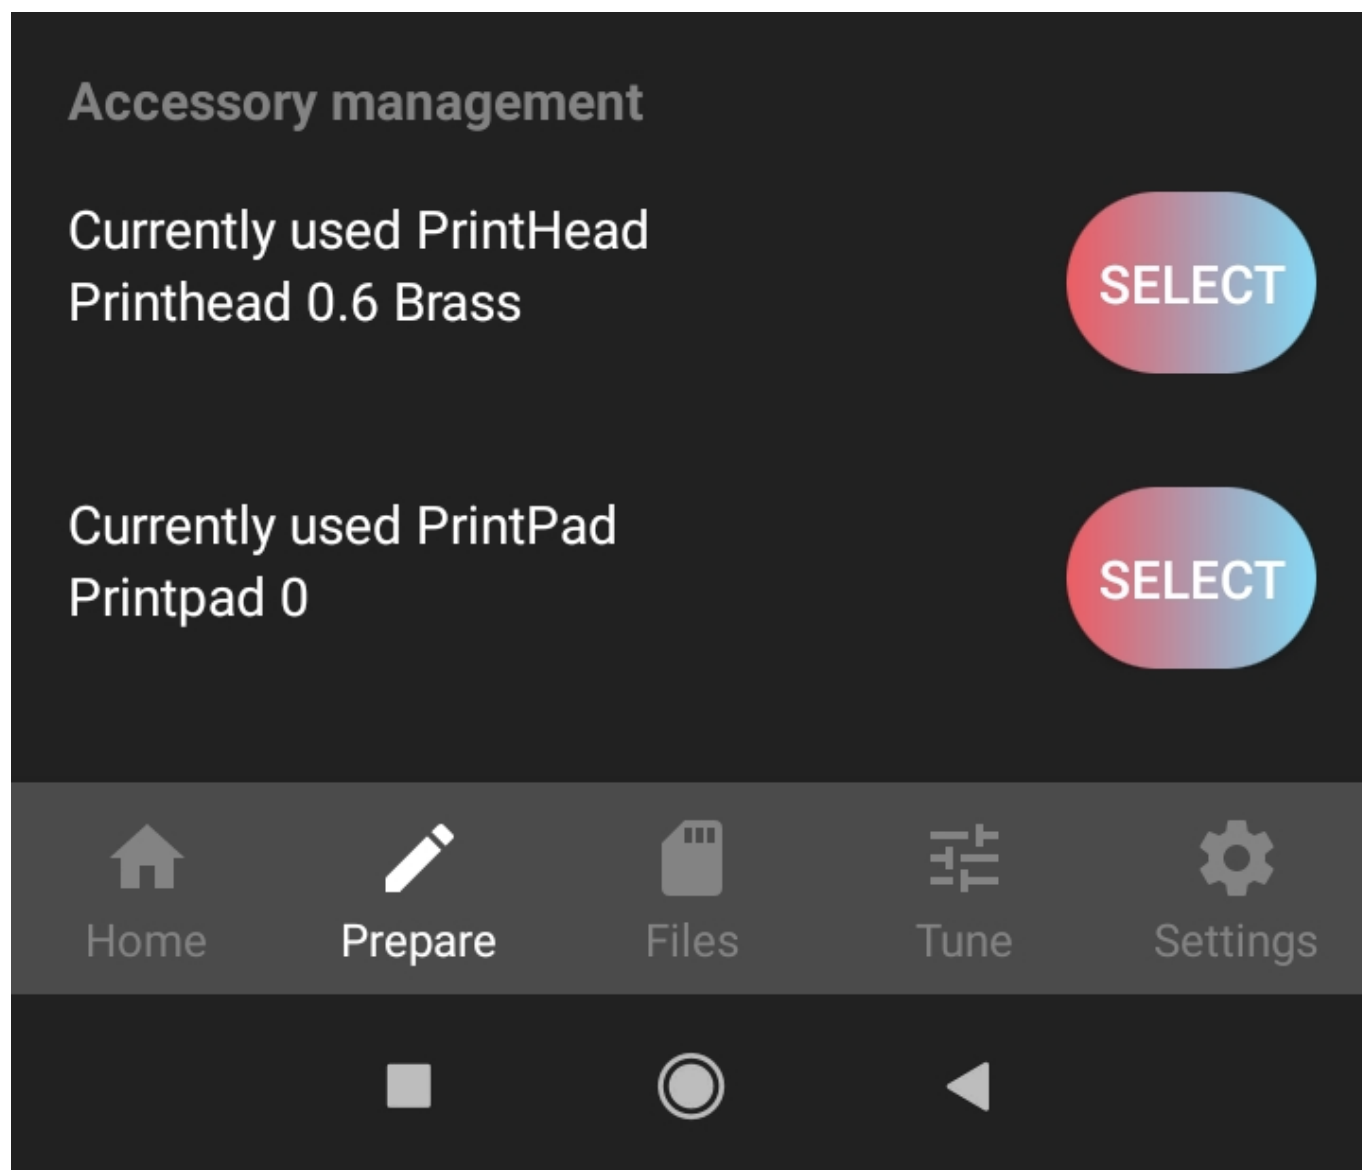 Accessory management
Currently used PrintHead
Printhead 0.6 Brass
SELECT
Currently used PrintPad
Printpad 0
SELECT
Home
Prepare
Files
Tune
Settings